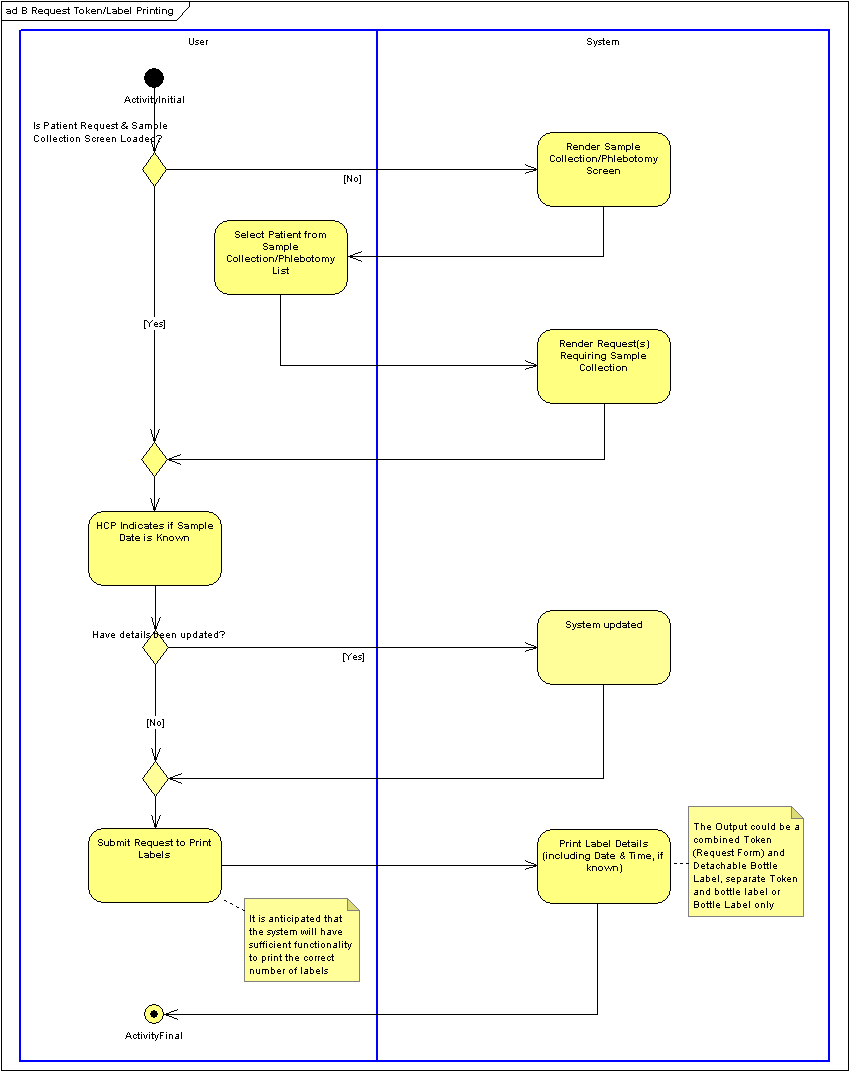 ad B Request Token/Label Printing
User
System
ActivityInitial
Is Patient Request & Sample
Collection Screen Loaded?
[No]
Render Sample
Collection/Phlebotomy
Screen
Select Patient from
Sample
Collection/Phlebotomy
List
[Yes]
Render Request(s)
Requiring Sample
Collection
HCP Indicates if Sample
Date is Known
Have details been updated?
[Yes]
System updated
[No]
Submit Request to Print
Labels
Print Label Details
(including Date & Time, if
known)
The Output could be a
combined Token
(Request Form) and
Detachable Bottle
Label, separate Token
and bottle label or
Bottle Label only
It is anticipated that
the system will have
sufficient functionality
to print the correct
number of labels
ActivityFinal